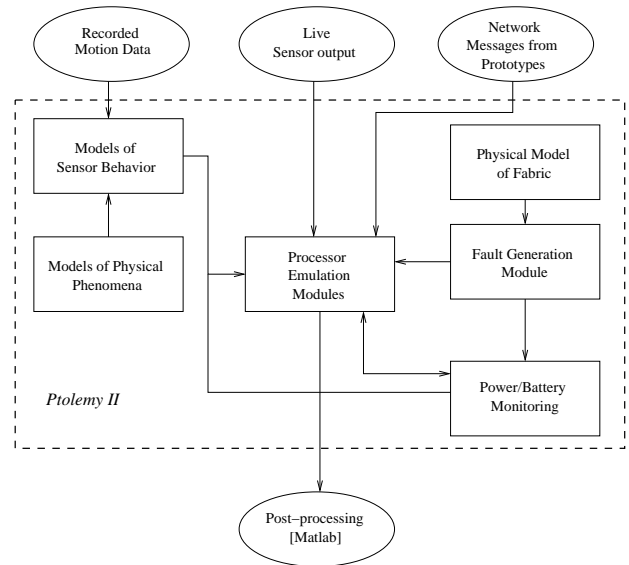 Recorded
Motion Data
Live
Sensor output
Network
Messages from
Prototypes
Models of
Sensor Behavior
Physical Model
of Fabric
Models of Physical
Phenomena
Processor
Emulation
Modules
Fault Generation
Module
Ptolemy II
Power/Battery
Monitoring
Post−processing
[Matlab]